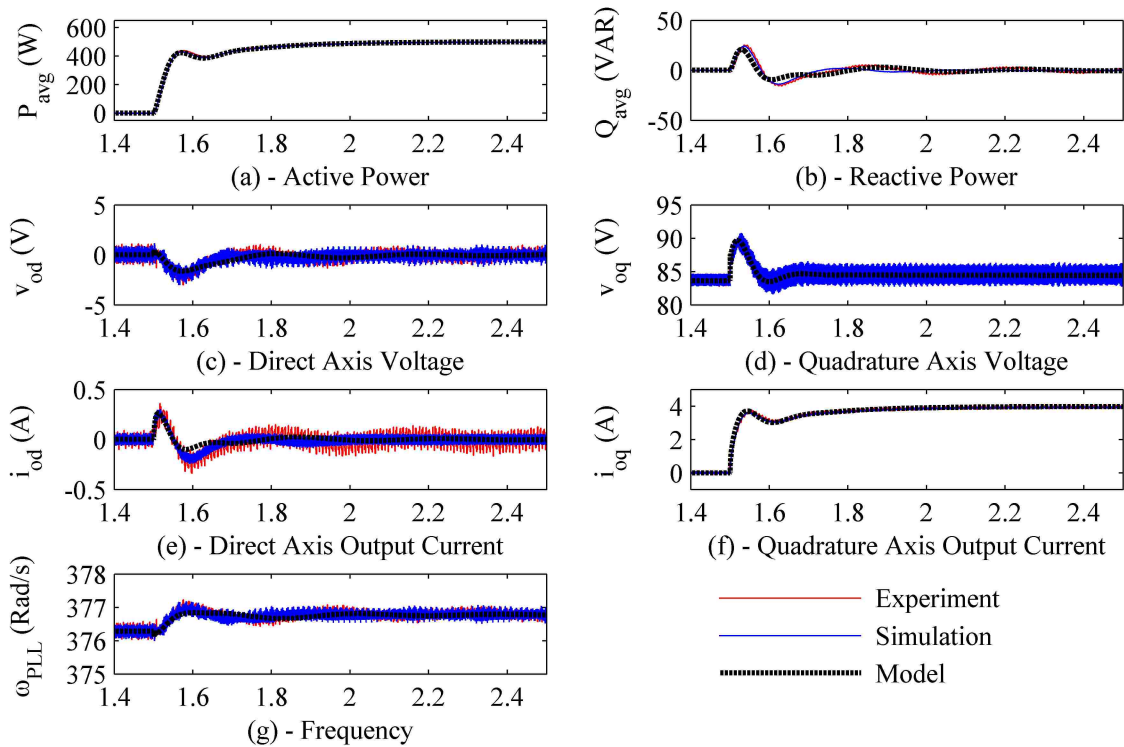 P_avg (W)
600
400
200
0
1.4 1.6 1.8 2 2.2 2.4
(a) - Active Power
Q_avg (VAR)
50
0
-50
1.4 1.6 1.8 2 2.2 2.4
(b) - Reactive Power
v_od (V)
5
0
-5
1.4 1.6 1.8 2 2.2 2.4
(c) - Direct Axis Voltage
v_oq (V)
95
90
85
80
1.4 1.6 1.8 2 2.2 2.4
(d) - Quadrature Axis Voltage
i_od (A)
0.5
0
-0.5
1.4 1.6 1.8 2 2.2 2.4
(e) - Direct Axis Output Current
i_oq (A)
4
2
0
1.4 1.6 1.8 2 2.2 2.4
(f) - Quadrature Axis Output Current
ω_PLL (Rad/s)
378
377
376
375
1.4 1.6 1.8 2 2.2 2.4
(g) - Frequency
Experiment
Simulation
Model